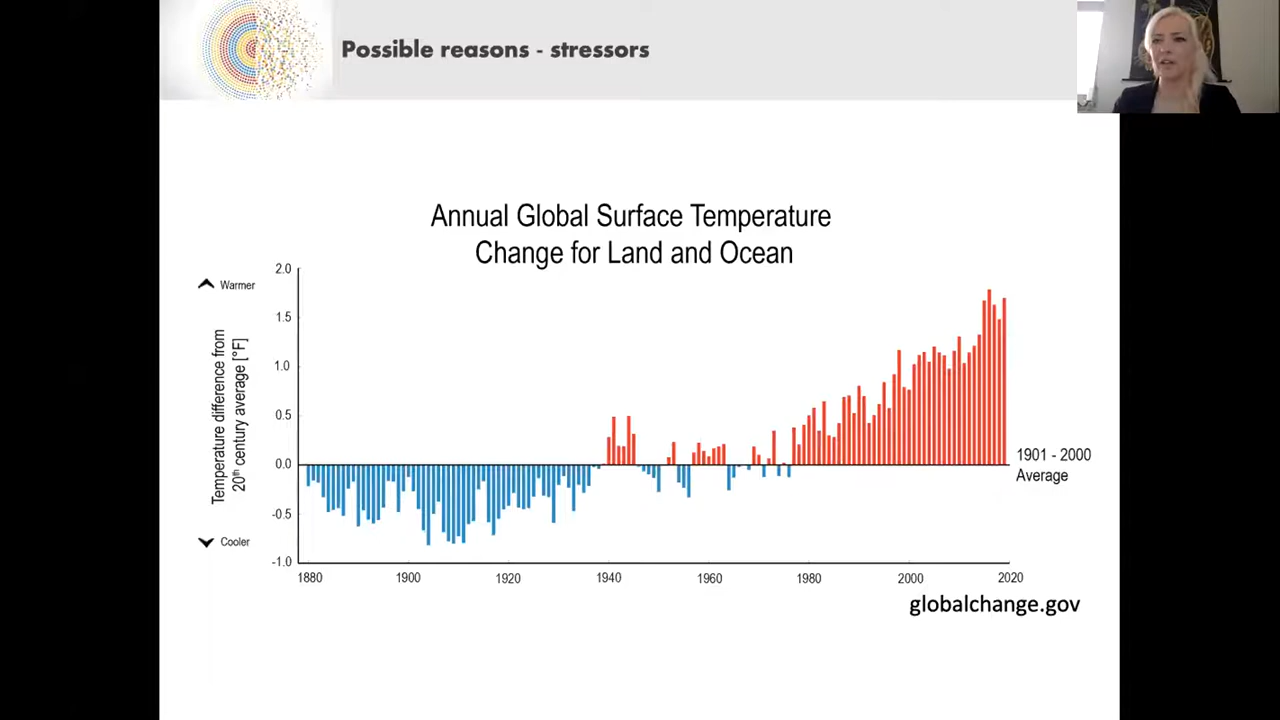 Possible reasons - stressors
Annual Global Surface Temperature
Change for Land and Ocean
Warmer
Cooler
Temperature difference from
20th century average [°F]
2.0
1.5
1.0
0.5
0.0
-0.5
-1.0
1880 1900 1920 1940 1960 1980 2000 2020
1901 - 2000
Average
globalchange.gov